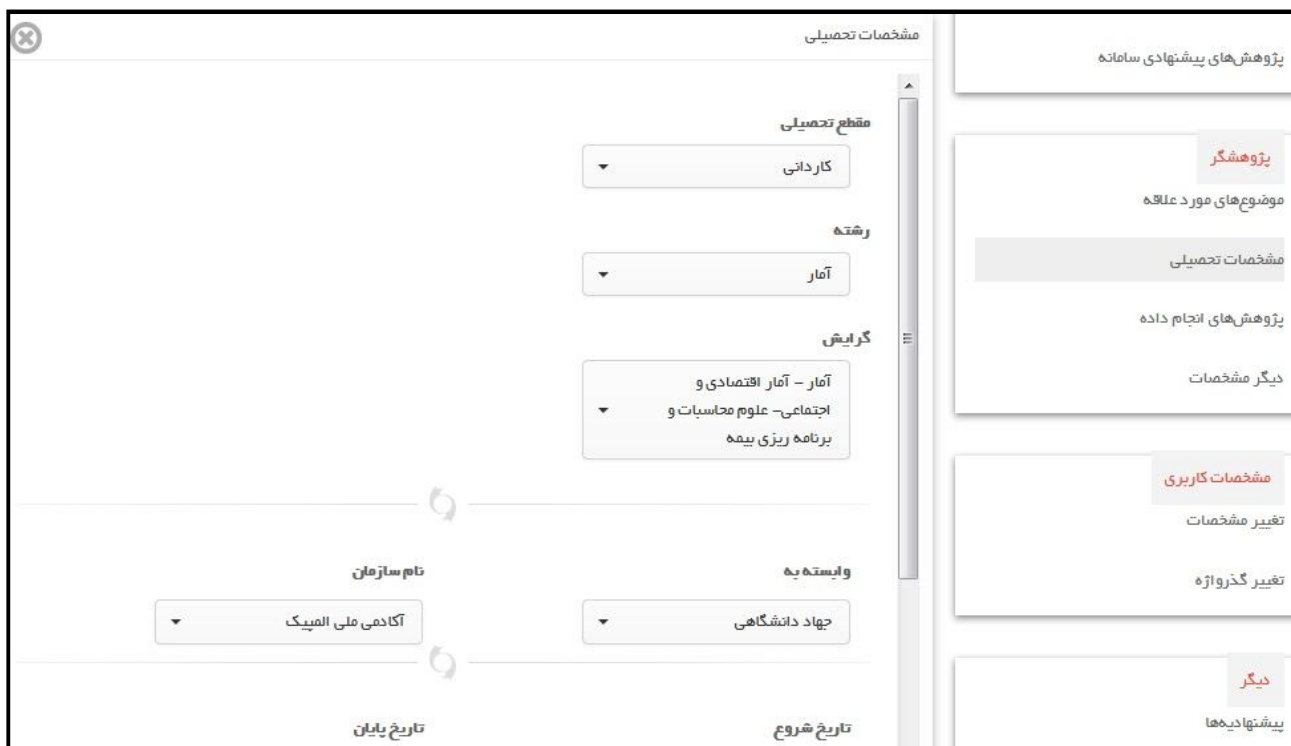 پژوهش‌های پیشنهادی سامانه
پژوهشگر
موضوع‌های مورد علاقه
مشخصات تحصیلی
پژوهش‌های انجام داده
دیگر مشخصات
مشخصات کاربری
تغییر مشخصات
تغییر گذرواژه
دیگر
پیشنهادیه‌ها
مشخصات تحصیلی
مقطع تحصیلی
کاردانی
رشته
آمار
گرایش
آمار - آمار اقتصادی و
اجتماعی- علوم محاسبات و
برنامه ریزی بیمه
وابسته به
نام سازمان
جهاد دانشگاهی
آکادمی ملی المپیک
تاریخ شروع
تاریخ پایان